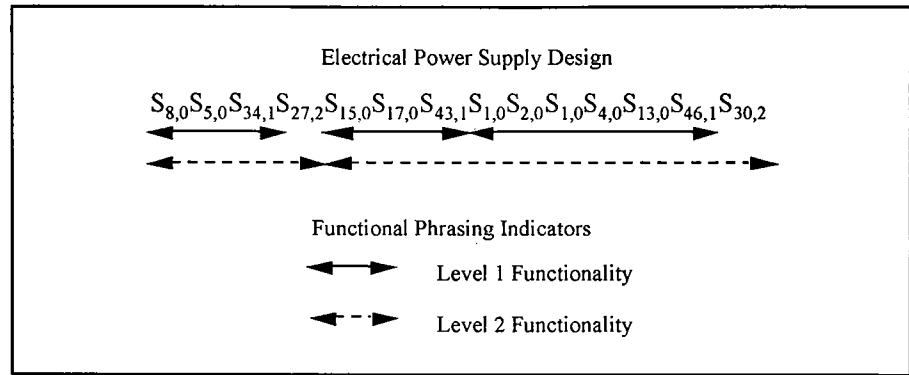 Electrical Power Supply Design
S8,0S5,0S34,1S27,2S15,0S17,0S43,1S1,0S2,0S1,0S4,0S13,0S46,1S30,2
Functional Phrasing Indicators
Level 1 Functionality
Level 2 Functionality